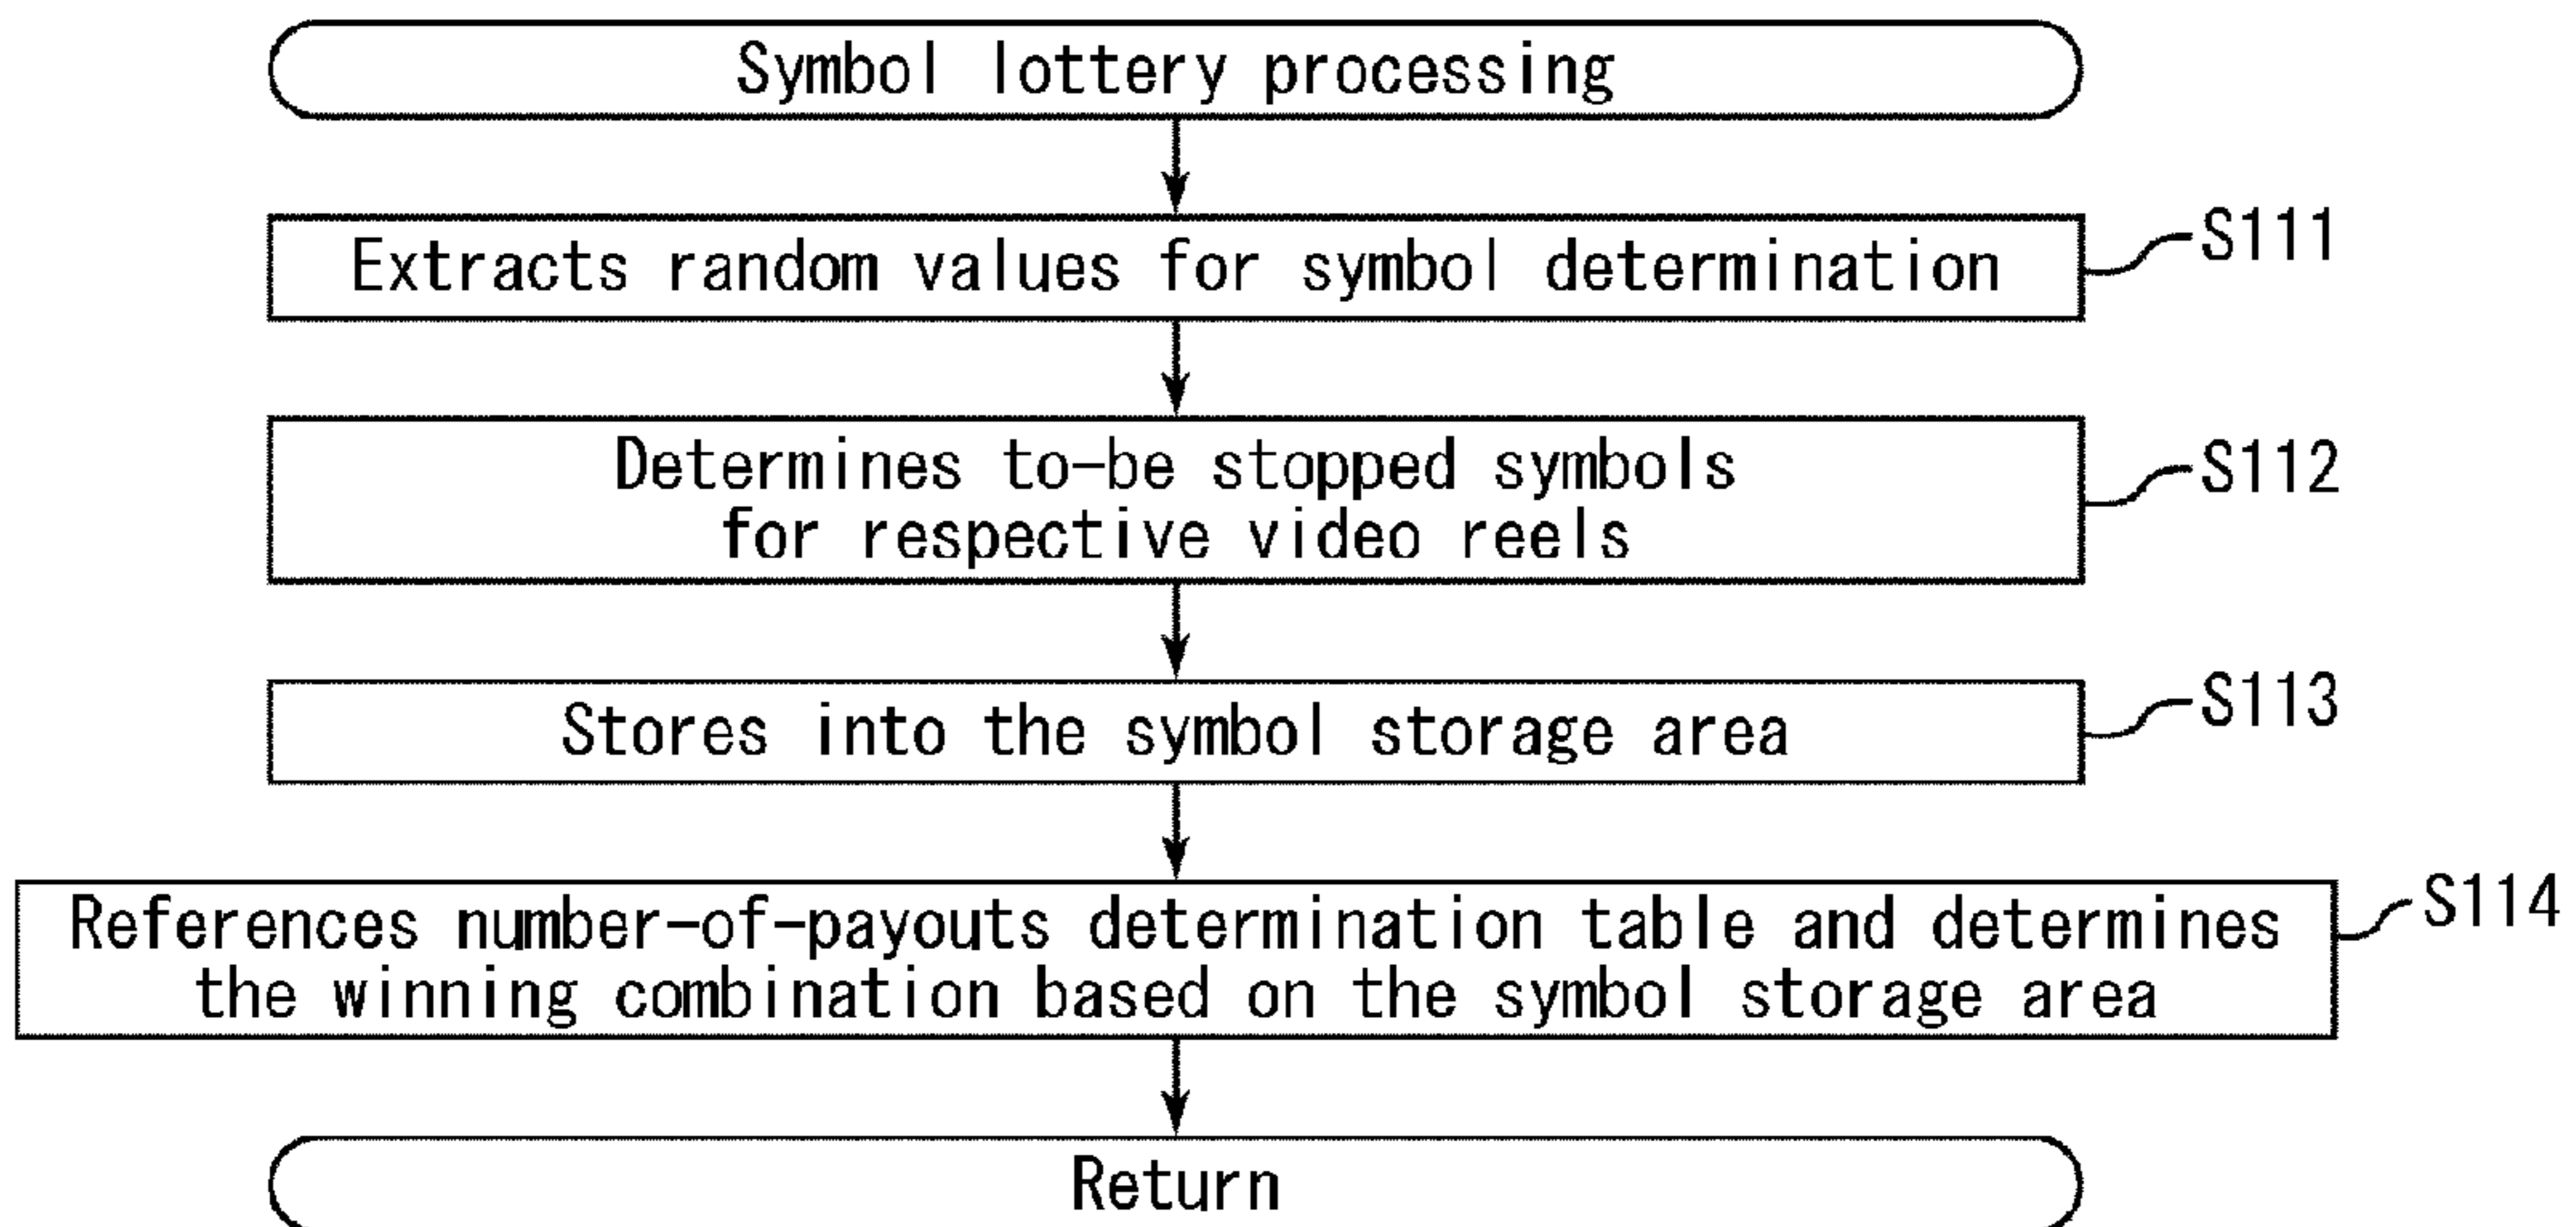 Symbol lottery processing
Extracts random values for symbol determination
S111
Determines to-be stopped symbols
for respective video reels
S112
Stores into the symbol storage area
S113
References number-of-payouts determination table and determines
the winning combination based on the symbol storage area
S114
Return